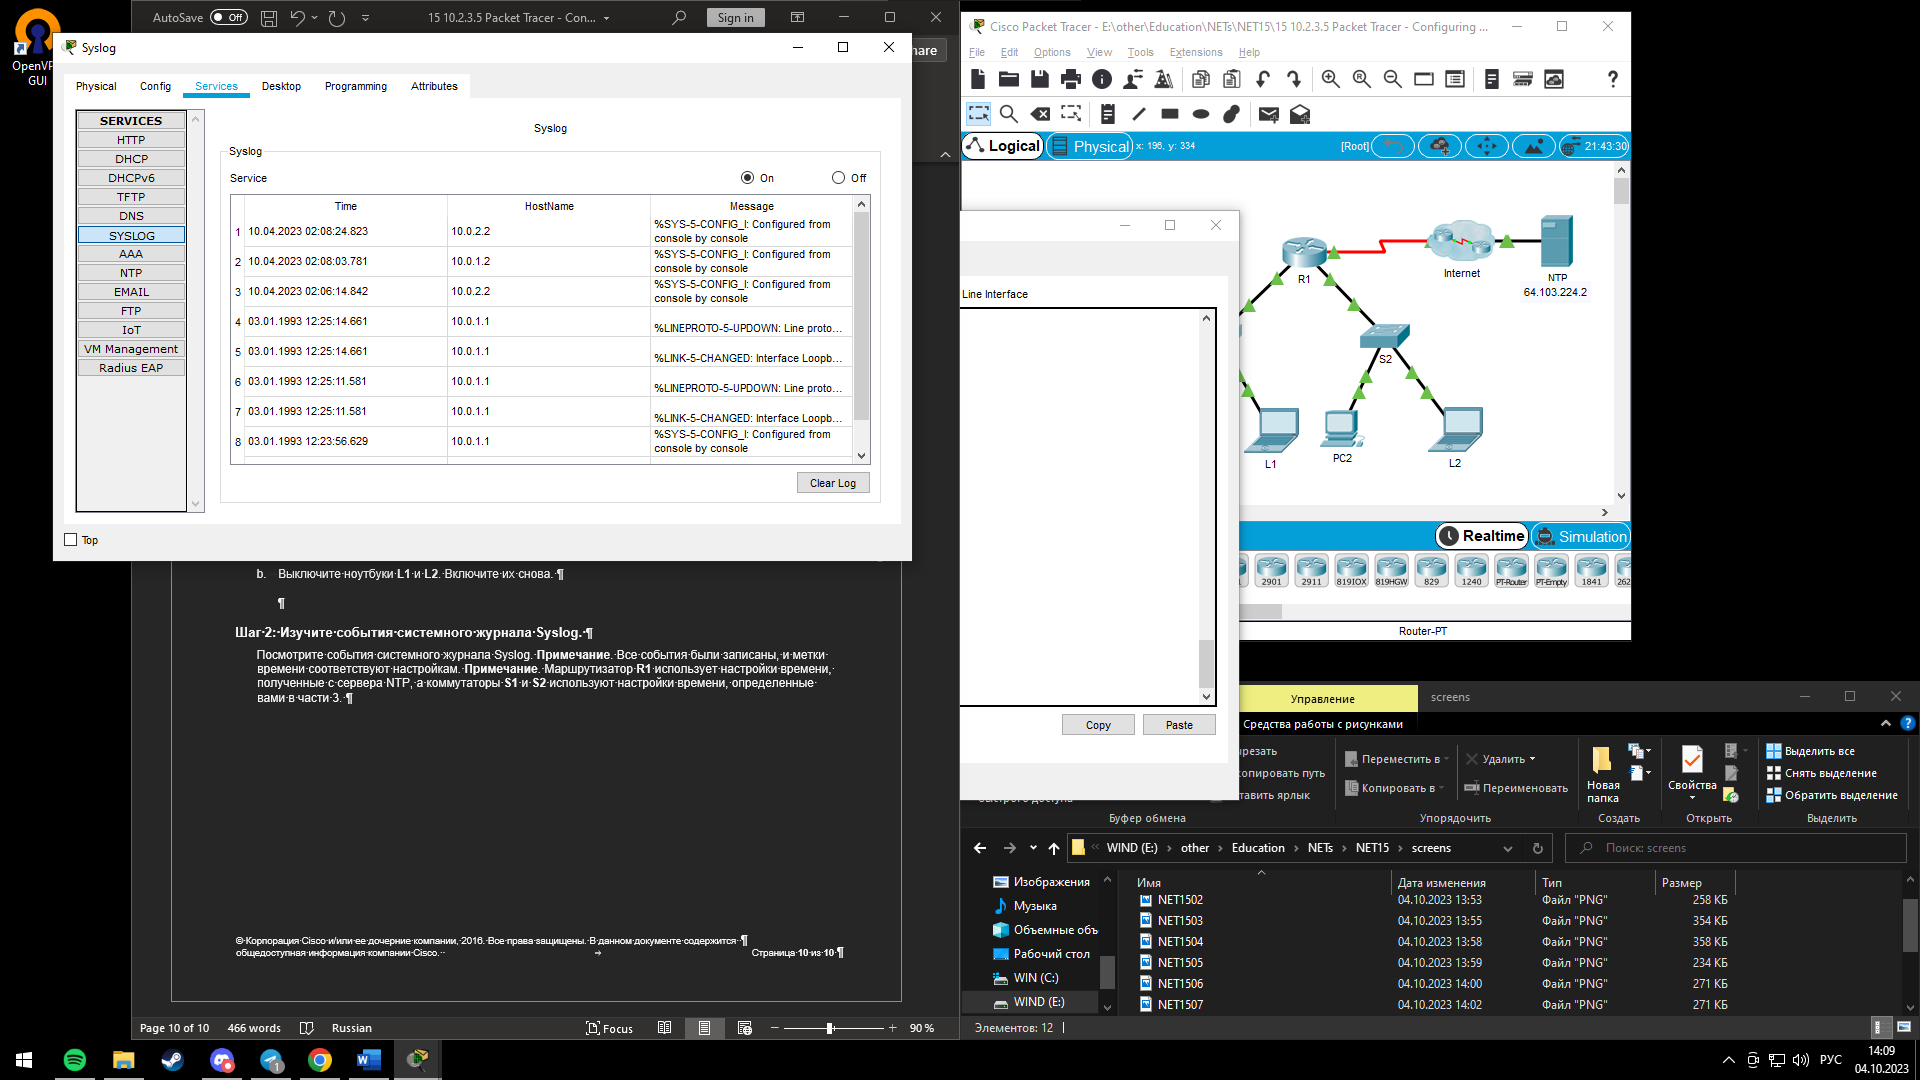 OpenVP
GUI
AutoSave
Off
15 10.2.3.5 Packet Tracer - Con...
Sign in
Syslog
Physical
Config
Services
Desktop
Programming
Attributes
SERVICES
HTTP
DHCP
DHCPv6
TFTP
DNS
SYSLOG
AAA
NTP
EMAIL
FTP
IoT
VM Management
Radius EAP
Syslog
Syslog
Service
On
Off
Time HostName Message
1 10.04.2023 02:08:24.823 10.0.2.2 %SYS-5-CONFIG_I: Configured from
console by console
2 10.04.2023 02:08:03.781 10.0.1.2 %SYS-5-CONFIG_I: Configured from
console by console
3 10.04.2023 02:06:14.842 10.0.2.2 %SYS-5-CONFIG_I: Configured from
console by console
4 03.01.1993 12:25:14.661 10.0.1.1 %LINEPROTO-5-UPDOWN: Line proto...
5 03.01.1993 12:25:14.661 10.0.1.1 %LINK-5-CHANGED: Interface Loopb...
6 03.01.1993 12:25:11.581 10.0.1.1 %LINEPROTO-5-UPDOWN: Line proto...
7 03.01.1993 12:25:11.581 10.0.1.1 %LINK-5-CHANGED: Interface Loopb...
8 03.01.1993 12:23:56.629 10.0.1.1 %SYS-5-CONFIG_I: Configured from
console by console
Clear Log
Top
hare
b. Выключите ноутбуки L1 и L2. Включите их снова. ¶
¶
Шаг 2: Изучите события системного журнала Syslog. ¶
Посмотрите события системного журнала Syslog. Примечание. Все события были записаны, и метки
времени соответствуют настройкам. Примечание. Маршрутизатор R1 использует настройки времени,
полученные с сервера NTP, а коммутаторы S1 и S2 используют настройки времени, определенные
вами в части 3. ¶
© Корпорация Cisco и/или ее дочерние компании, 2016. Все права защищены. В данном документе содержится ¶
общедоступная информация компании Cisco. → Страница 10 из 10 ¶
Page 10 of 10
466 words
Russian
Focus
90 %
Cisco Packet Tracer - E:\other\Education\NETs\NET15\15 10.2.3.5 Packet Tracer - Configuring ...
File Edit Options View Tools Extensions Help
Logical
Physical
x: 196, y: 334
[Root]
21:43:30
R1
Internet
NTP
64.103.224.2
S2
L1
PC2
L2
Realtime
Simulation
2901
2911
819IOX
819HGW
829
1240
PT-Router
PT-Empty
1841
262
Router-PT
Line Interface
Copy
Paste
Управление
screens
Средства работы с рисунками
Переместить в
Копировать в
Удалить
Переименовать
Новая
папка
Свойства
Выделить все
Снять выделение
Обратить выделение
Буфер обмена
Упорядочить
Создать
Открыть
Выделить
WIND (E:) › other › Education › NETs › NET15 › screens
Поиск: screens
Изображения
Музыка
Объемные объ
Рабочий стол
WIN (C:)
WIND (E:)
Имя Дата изменения Тип Размер
NET1502 04.10.2023 13:53 Файл "PNG" 258 КБ
NET1503 04.10.2023 13:55 Файл "PNG" 354 КБ
NET1504 04.10.2023 13:58 Файл "PNG" 358 КБ
NET1505 04.10.2023 13:59 Файл "PNG" 234 КБ
NET1506 04.10.2023 14:00 Файл "PNG" 271 КБ
NET1507 04.10.2023 14:02 Файл "PNG" 271 КБ
Элементов: 12
РУС
14:09
04.10.2023